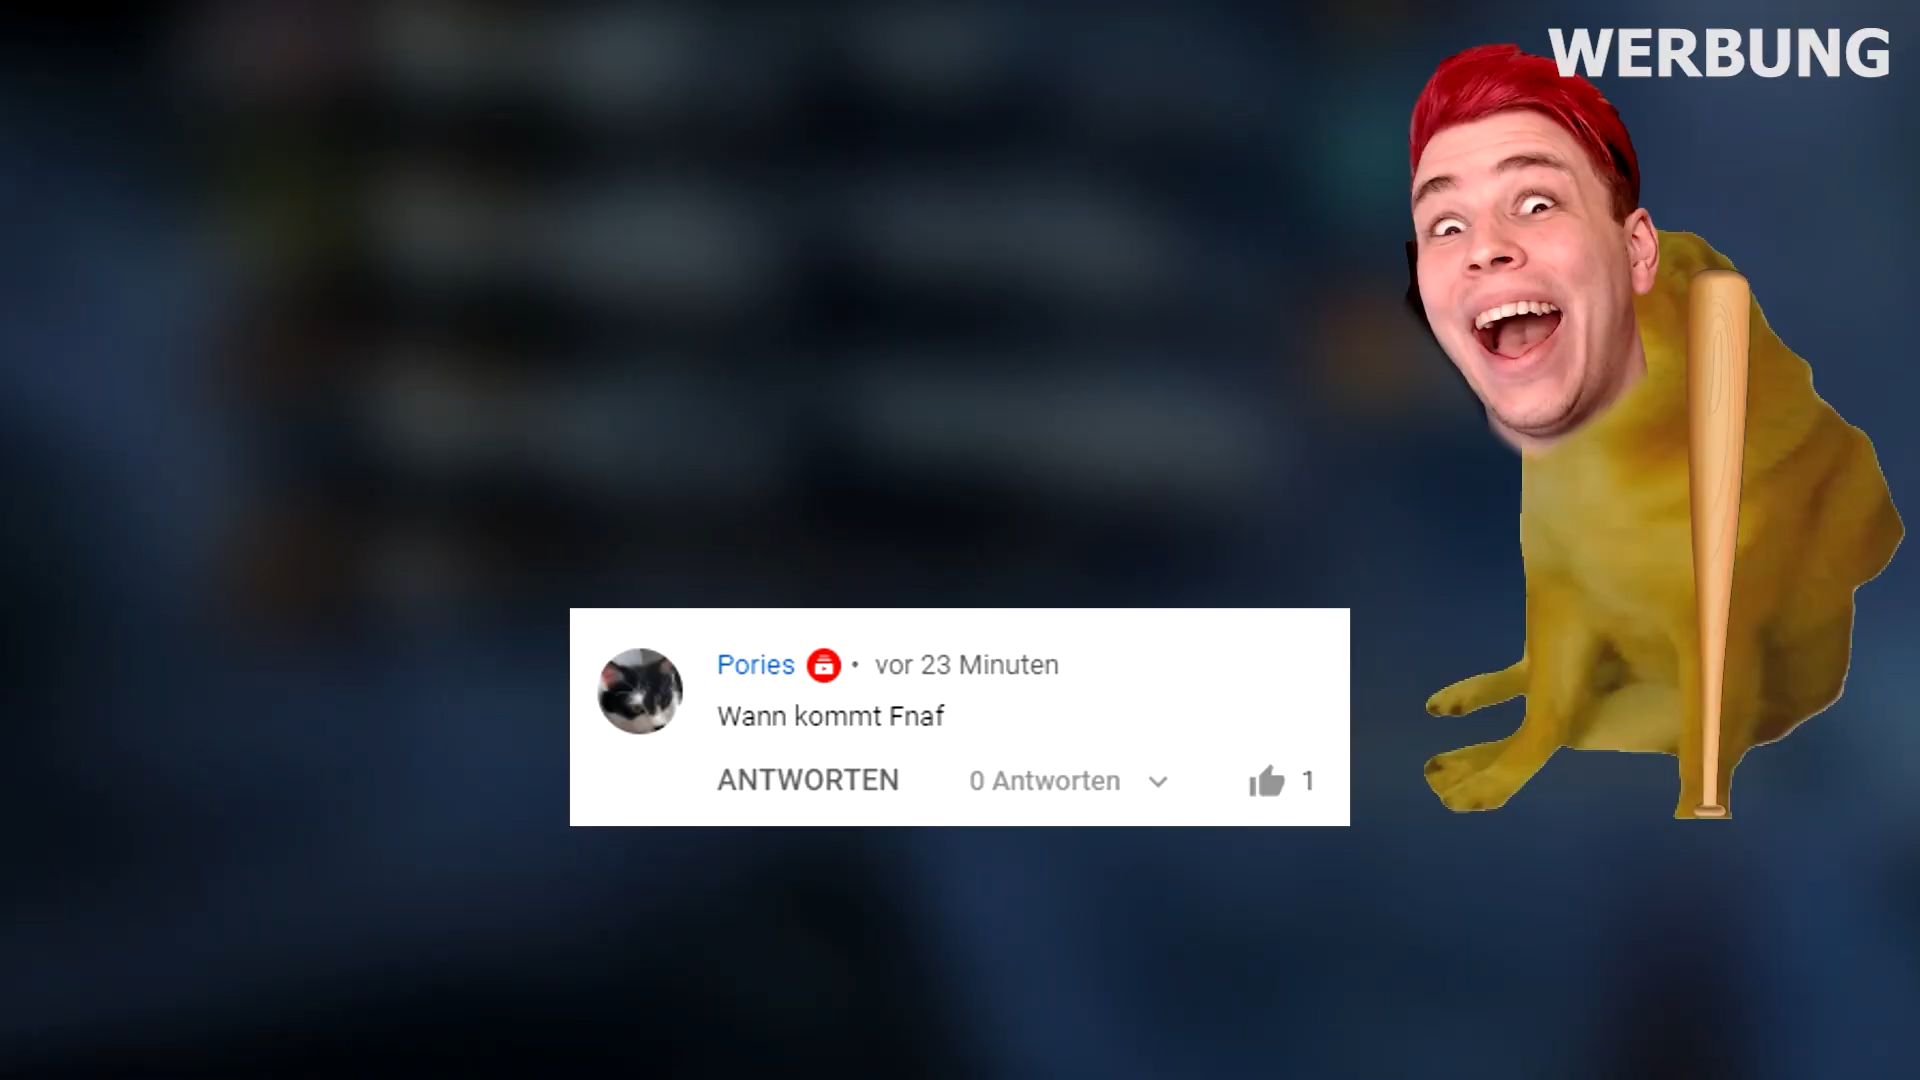 WERBUNG
Pories • vor 23 Minuten
Wann kommt Fnaf
ANTWORTEN 0 Antworten 1